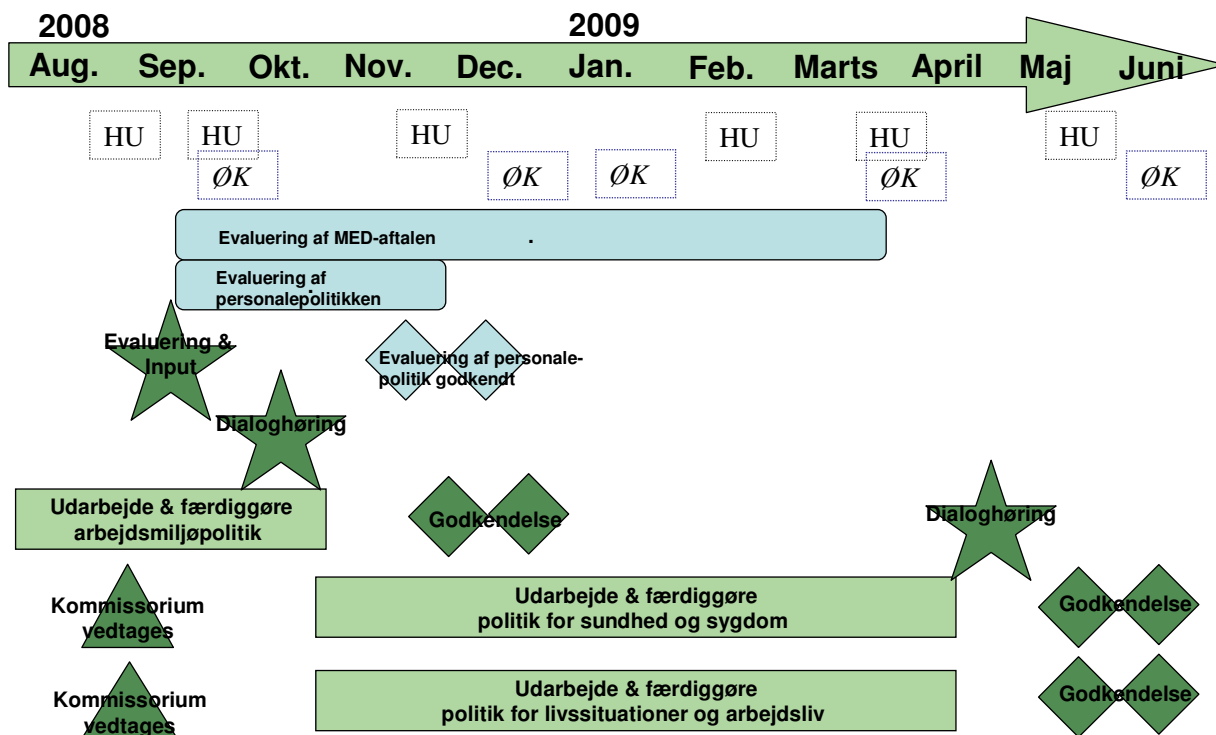 2008 2009
Aug. Sep. Okt. Nov. Dec. Jan. Feb. Marts April Maj Juni
HU HU HU HU HU HU
ØK ØK ØK ØK ØK
Evaluering af MED-aftalen .
Evaluering af
personalepolitikken
Evaluering &
Input
Evaluering af personale-
politik godkendt
Dialoghøring
Udarbejde & færdiggøre
arbejdsmiljøpolitik
Godkendelse
Dialoghøring
Kommissorium
vedtages
Udarbejde & færdiggøre
politik for sundhed og sygdom
Godkendelse
Kommissorium
vedtages
Udarbejde & færdiggøre
politik for livssituationer og arbejdsliv
Godkendelse